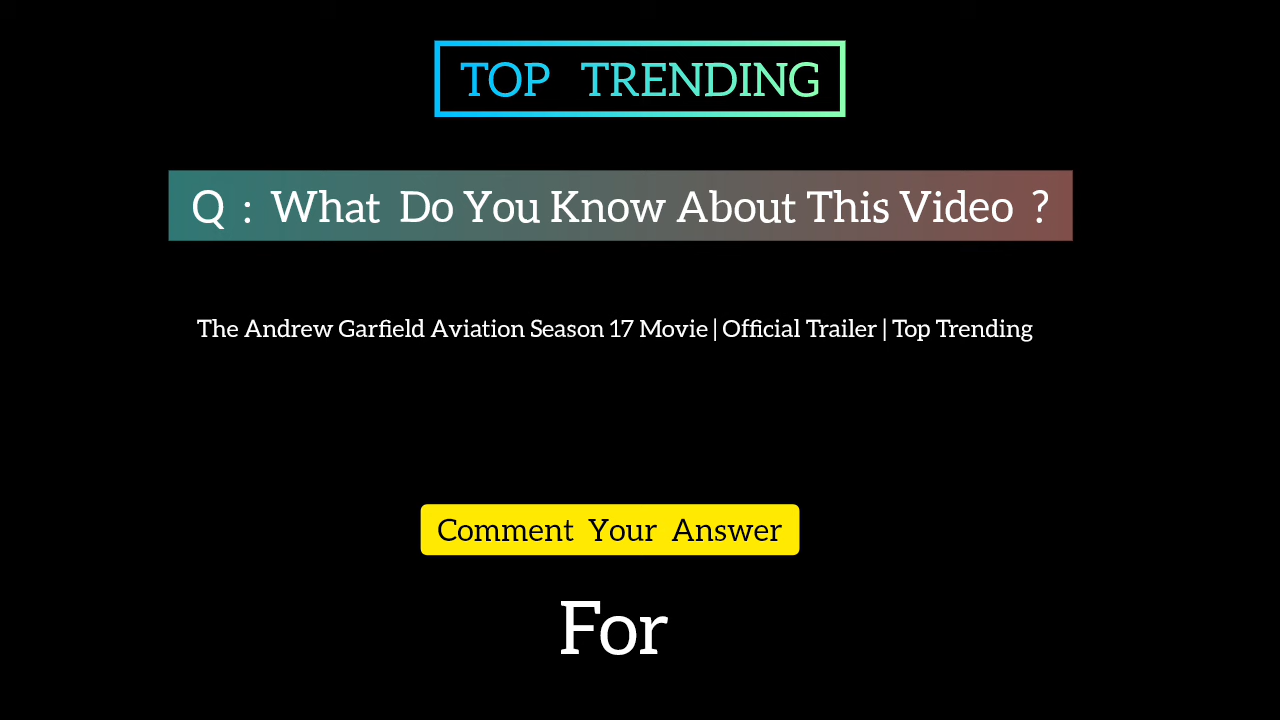 TOP TRENDING
Q : What Do You Know About This Video ?
The Andrew Garfield Aviation Season 17 Movie | Official Trailer | Top Trending
Comment Your Answer
For